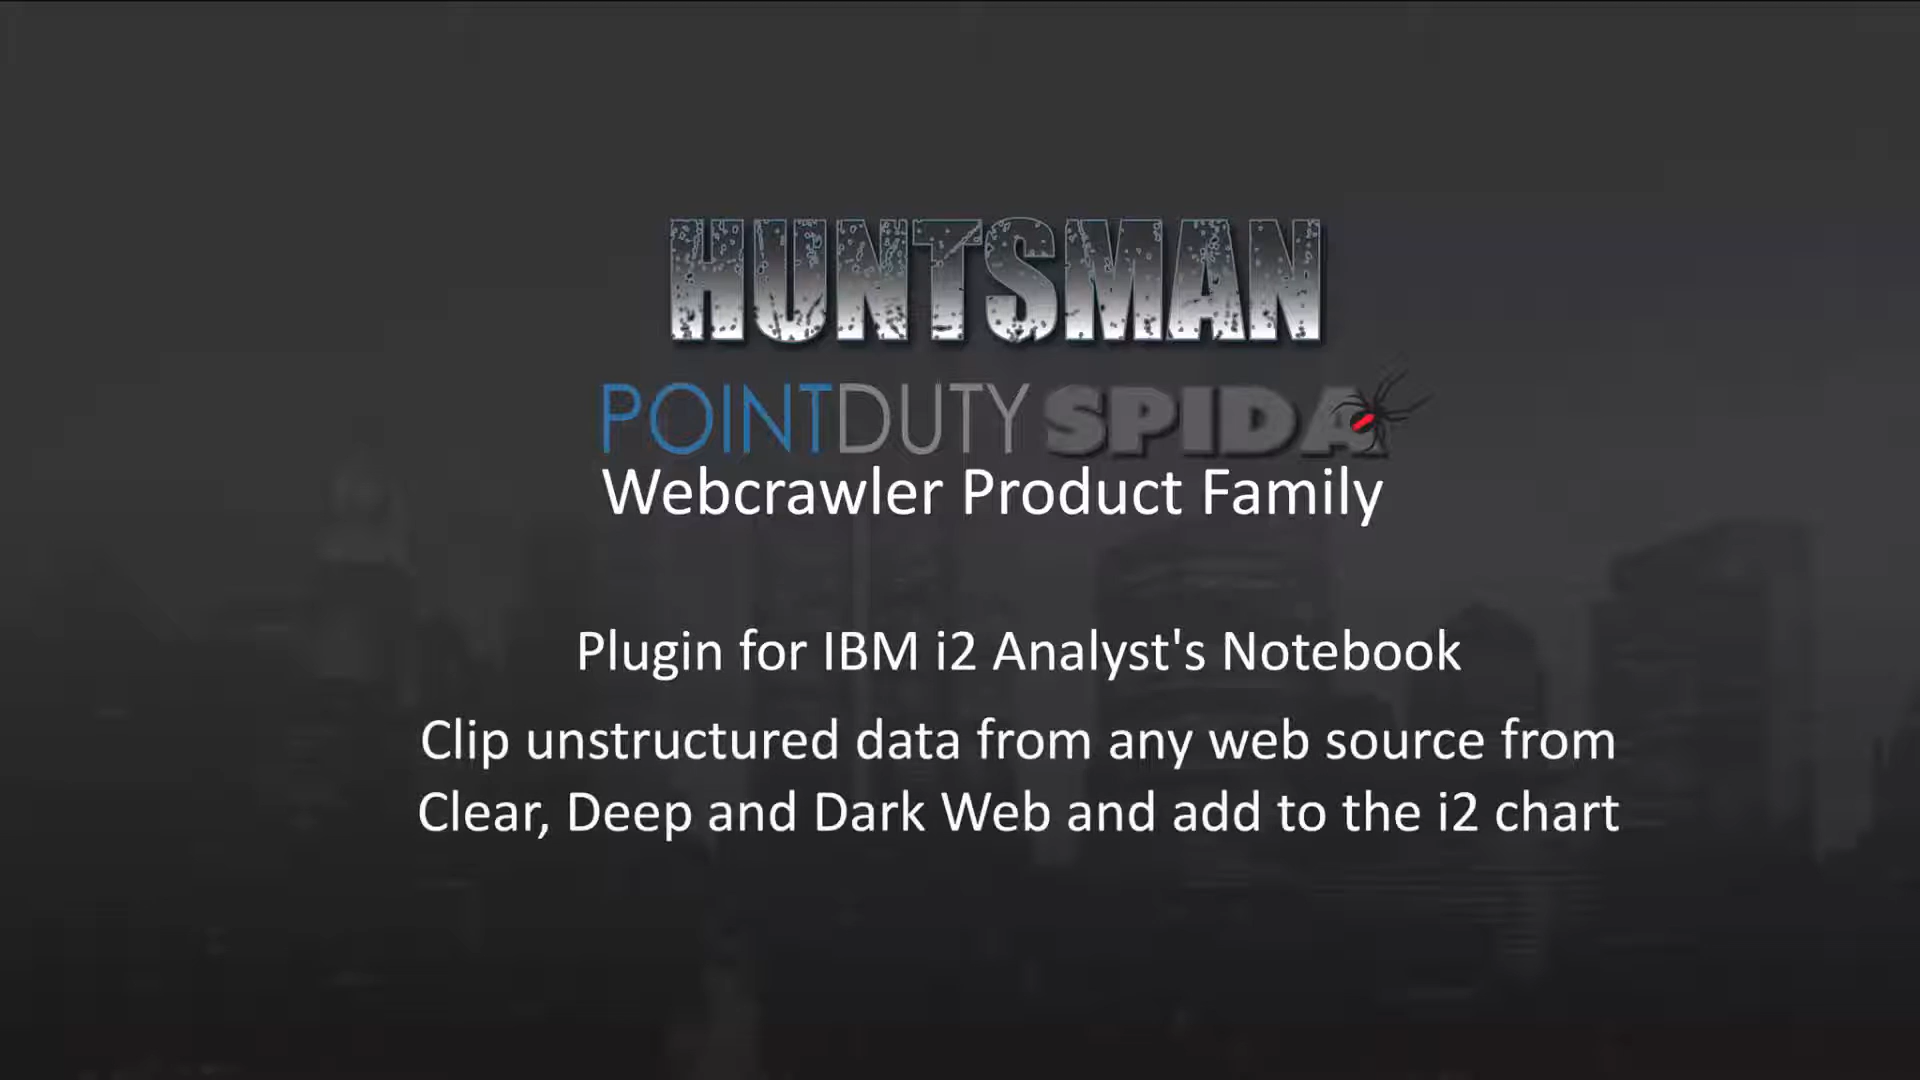 HUNTSMAN
POINTDUTY SPIDA
Webcrawler Product Family
Plugin for IBM i2 Analyst's Notebook
Clip unstructured data from any web source from
Clear, Deep and Dark Web and add to the i2 chart